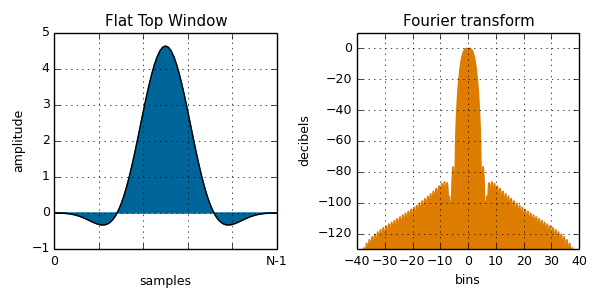 Flat Top Window
5
4
3
2
1
0
−1
amplitude
0
N-1
samples
Fourier transform
0
−20
−40
−60
−80
−100
−120
decibels
−40 −30 −20 −10 0 10 20 30 40
bins